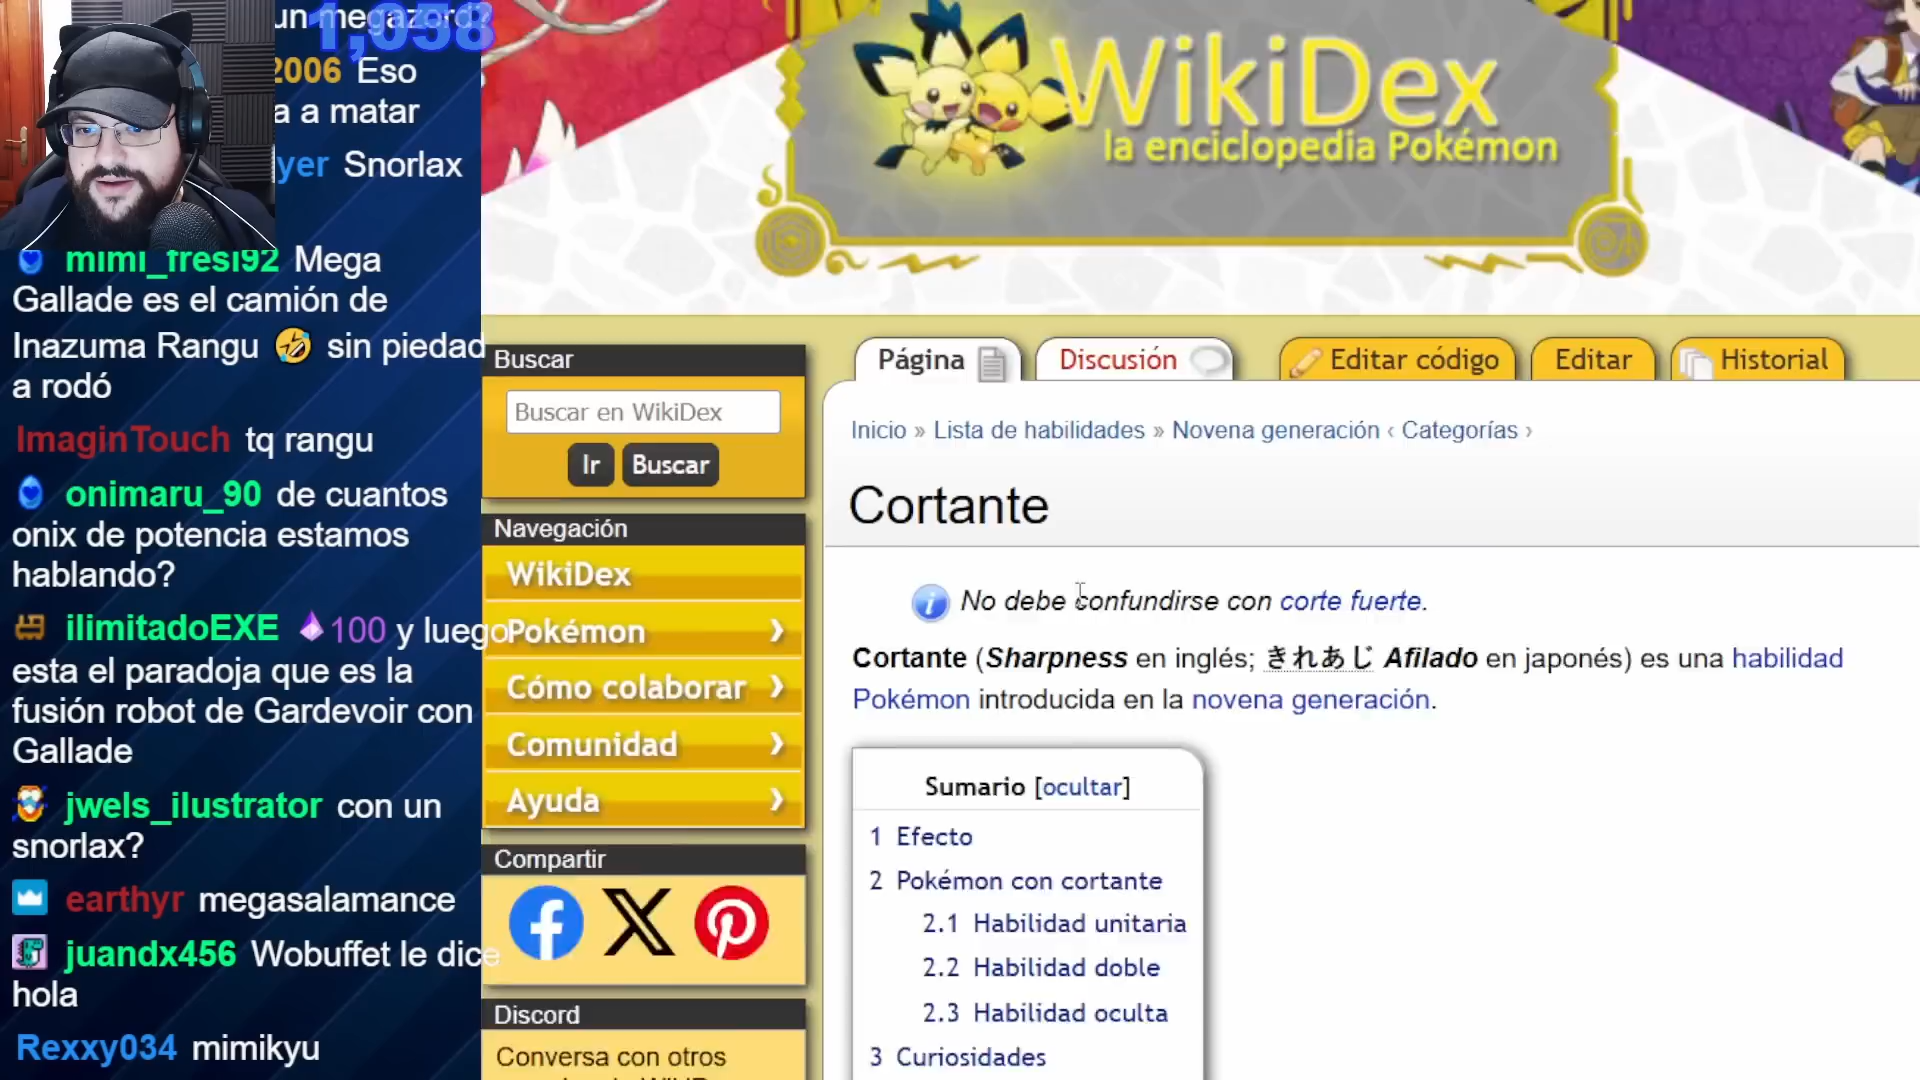 un megazord?
1,058
2006 Eso
a a matar
yer Snorlax
mimi_fresi92 Mega
Gallade es el camión de
Inazuma Rangu 🤣 sin piedad
a rodó
ImaginTouch tq rangu
onimaru_90 de cuantos
onix de potencia estamos
hablando?
ilimitadoEXE 100 y luego
esta el paradoja que es la
fusión robot de Gardevoir con
Gallade
jwels_ilustrator con un
snorlax?
earthyr megasalamance
juandx456 Wobuffet le dice
hola
Rexxy034 mimikyu
WikiDex
la enciclopedia Pokémon
Buscar
Buscar en WikiDex
Ir Buscar
Navegación
WikiDex
Pokémon
Cómo colaborar
Comunidad
Ayuda
Compartir
Discord
Conversa con otros
Página Discusión Editar código Editar Historial
Inicio » Lista de habilidades » Novena generación ‹ Categorías ›
Cortante
No debe confundirse con corte fuerte.
Cortante (Sharpness en inglés; きれあじ Afilado en japonés) es una habilidad
Pokémon introducida en la novena generación.
Sumario [ocultar]
1 Efecto
2 Pokémon con cortante
2.1 Habilidad unitaria
2.2 Habilidad doble
2.3 Habilidad oculta
3 Curiosidades